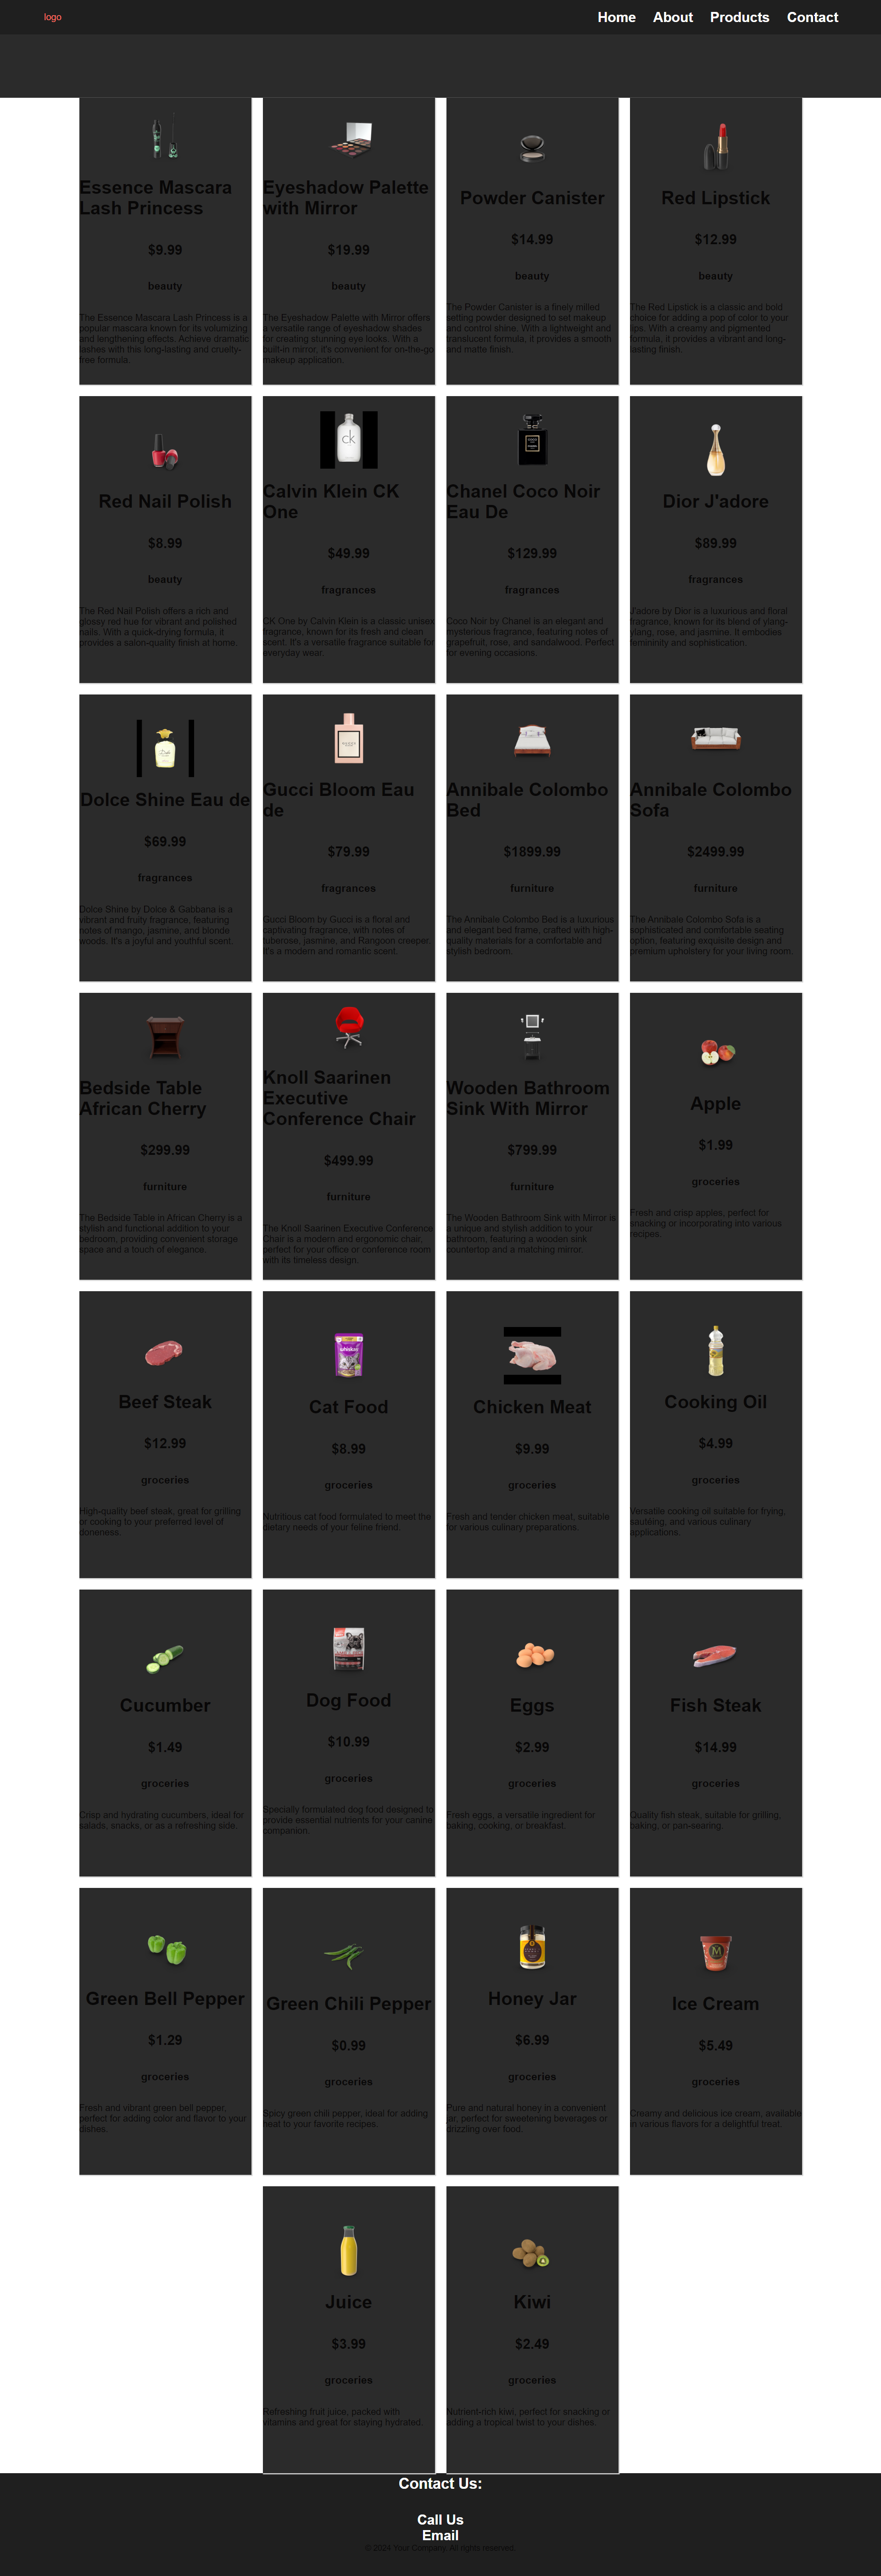 logo
Home About Products Contact
Essence Mascara
Lash Princess
$9.99
beauty
The Essence Mascara Lash Princess is a
popular mascara known for its volumizing
and lengthening effects. Achieve dramatic
lashes with this long-lasting and cruelty-
free formula.
Eyeshadow Palette
with Mirror
$19.99
beauty
The Eyeshadow Palette with Mirror offers
a versatile range of eyeshadow shades
for creating stunning eye looks. With a
built-in mirror, it's convenient for on-the-go
makeup application.
Powder Canister
$14.99
beauty
The Powder Canister is a finely milled
setting powder designed to set makeup
and control shine. With a lightweight and
translucent formula, it provides a smooth
and matte finish.
Red Lipstick
$12.99
beauty
The Red Lipstick is a classic and bold
choice for adding a pop of color to your
lips. With a creamy and pigmented
formula, it provides a vibrant and long-
lasting finish.
Red Nail Polish
$8.99
beauty
The Red Nail Polish offers a rich and
glossy red hue for vibrant and polished
nails. With a quick-drying formula, it
provides a salon-quality finish at home.
ck
Calvin Klein CK
One
$49.99
fragrances
CK One by Calvin Klein is a classic unisex
fragrance, known for its fresh and clean
scent. It's a versatile fragrance suitable for
everyday wear.
Chanel Coco Noir
Eau De
$129.99
fragrances
Coco Noir by Chanel is an elegant and
mysterious fragrance, featuring notes of
grapefruit, rose, and sandalwood. Perfect
for evening occasions.
Dior J'adore
$89.99
fragrances
J'adore by Dior is a luxurious and floral
fragrance, known for its blend of ylang-
ylang, rose, and jasmine. It embodies
femininity and sophistication.
Dolce Shine Eau de
$69.99
fragrances
Dolce Shine by Dolce & Gabbana is a
vibrant and fruity fragrance, featuring
notes of mango, jasmine, and blonde
woods. It's a joyful and youthful scent.
Gucci Bloom Eau
de
$79.99
fragrances
Gucci Bloom by Gucci is a floral and
captivating fragrance, with notes of
tuberose, jasmine, and Rangoon creeper.
It's a modern and romantic scent.
Annibale Colombo
Bed
$1899.99
furniture
The Annibale Colombo Bed is a luxurious
and elegant bed frame, crafted with high-
quality materials for a comfortable and
stylish bedroom.
Annibale Colombo
Sofa
$2499.99
furniture
The Annibale Colombo Sofa is a
sophisticated and comfortable seating
option, featuring exquisite design and
premium upholstery for your living room.
Bedside Table
African Cherry
$299.99
furniture
The Bedside Table in African Cherry is a
stylish and functional addition to your
bedroom, providing convenient storage
space and a touch of elegance.
Knoll Saarinen
Executive
Conference Chair
$499.99
furniture
The Knoll Saarinen Executive Conference
Chair is a modern and ergonomic chair,
perfect for your office or conference room
with its timeless design.
Wooden Bathroom
Sink With Mirror
$799.99
furniture
The Wooden Bathroom Sink with Mirror is
a unique and stylish addition to your
bathroom, featuring a wooden sink
countertop and a matching mirror.
Apple
$1.99
groceries
Fresh and crisp apples, perfect for
snacking or incorporating into various
recipes.
Beef Steak
$12.99
groceries
High-quality beef steak, great for grilling
or cooking to your preferred level of
doneness.
whiskas
Cat Food
$8.99
groceries
Nutritious cat food formulated to meet the
dietary needs of your feline friend.
Chicken Meat
$9.99
groceries
Fresh and tender chicken meat, suitable
for various culinary preparations.
Cooking Oil
$4.99
groceries
Versatile cooking oil suitable for frying,
sautéing, and various culinary
applications.
Cucumber
$1.49
groceries
Crisp and hydrating cucumbers, ideal for
salads, snacks, or as a refreshing side.
Dog Food
$10.99
groceries
Specially formulated dog food designed to
provide essential nutrients for your canine
companion.
Eggs
$2.99
groceries
Fresh eggs, a versatile ingredient for
baking, cooking, or breakfast.
Fish Steak
$14.99
groceries
Quality fish steak, suitable for grilling,
baking, or pan-searing.
Green Bell Pepper
$1.29
groceries
Fresh and vibrant green bell pepper,
perfect for adding color and flavor to your
dishes.
Green Chili Pepper
$0.99
groceries
Spicy green chili pepper, ideal for adding
heat to your favorite recipes.
Honey Jar
$6.99
groceries
Pure and natural honey in a convenient
jar, perfect for sweetening beverages or
drizzling over food.
M
Ice Cream
$5.49
groceries
Creamy and delicious ice cream, available
in various flavors for a delightful treat.
Juice
$3.99
groceries
Refreshing fruit juice, packed with
vitamins and great for staying hydrated.
Kiwi
$2.49
groceries
Nutrient-rich kiwi, perfect for snacking or
adding a tropical twist to your dishes.
Contact Us:
Call Us
Email
© 2024 Your Company. All rights reserved.